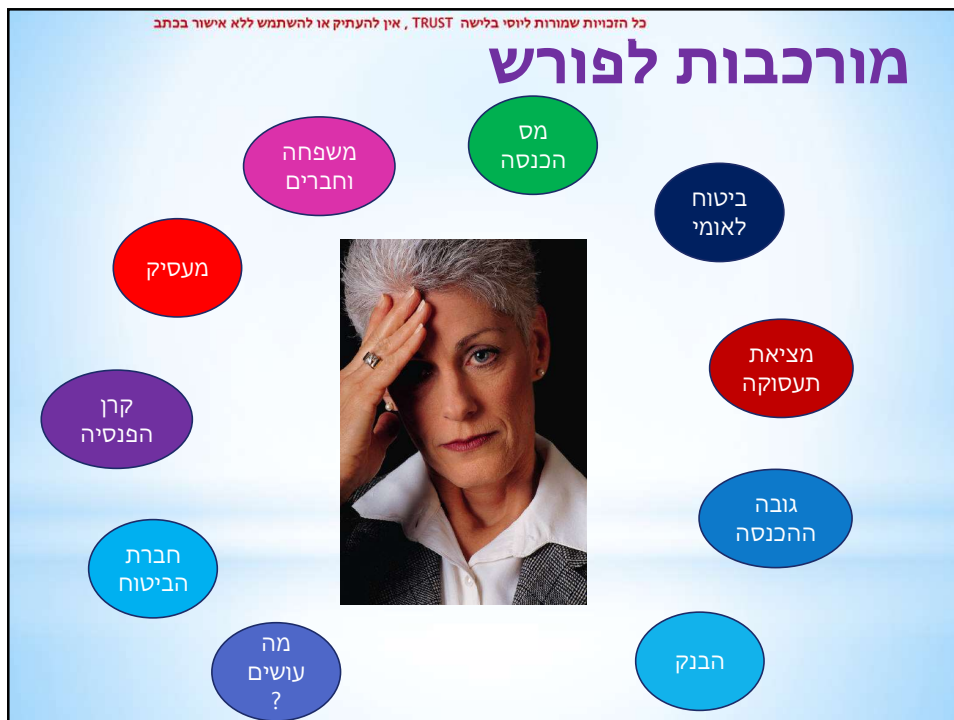 כל הזכויות שמורות ליוסי בלישה TRUST , אין להעתיק או להשתמש ללא אישור בכתב
מורכבות לפורש
מס
הכנסה
משפחה
וחברים
ביטוח
לאומי
מעסיק
מציאת
תעסוקה
קרן
הפנסיה
גובה
ההכנסה
חברת
הביטוח
מה
עושים
?
הבנק